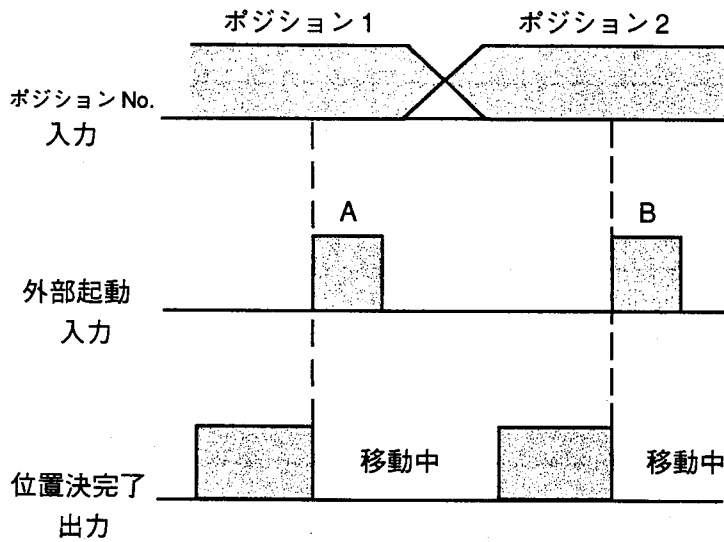 ポジション1 ポジション2
ポジションNo.
入力
A B
外部起動
入力
移動中 移動中
位置決完了
出力